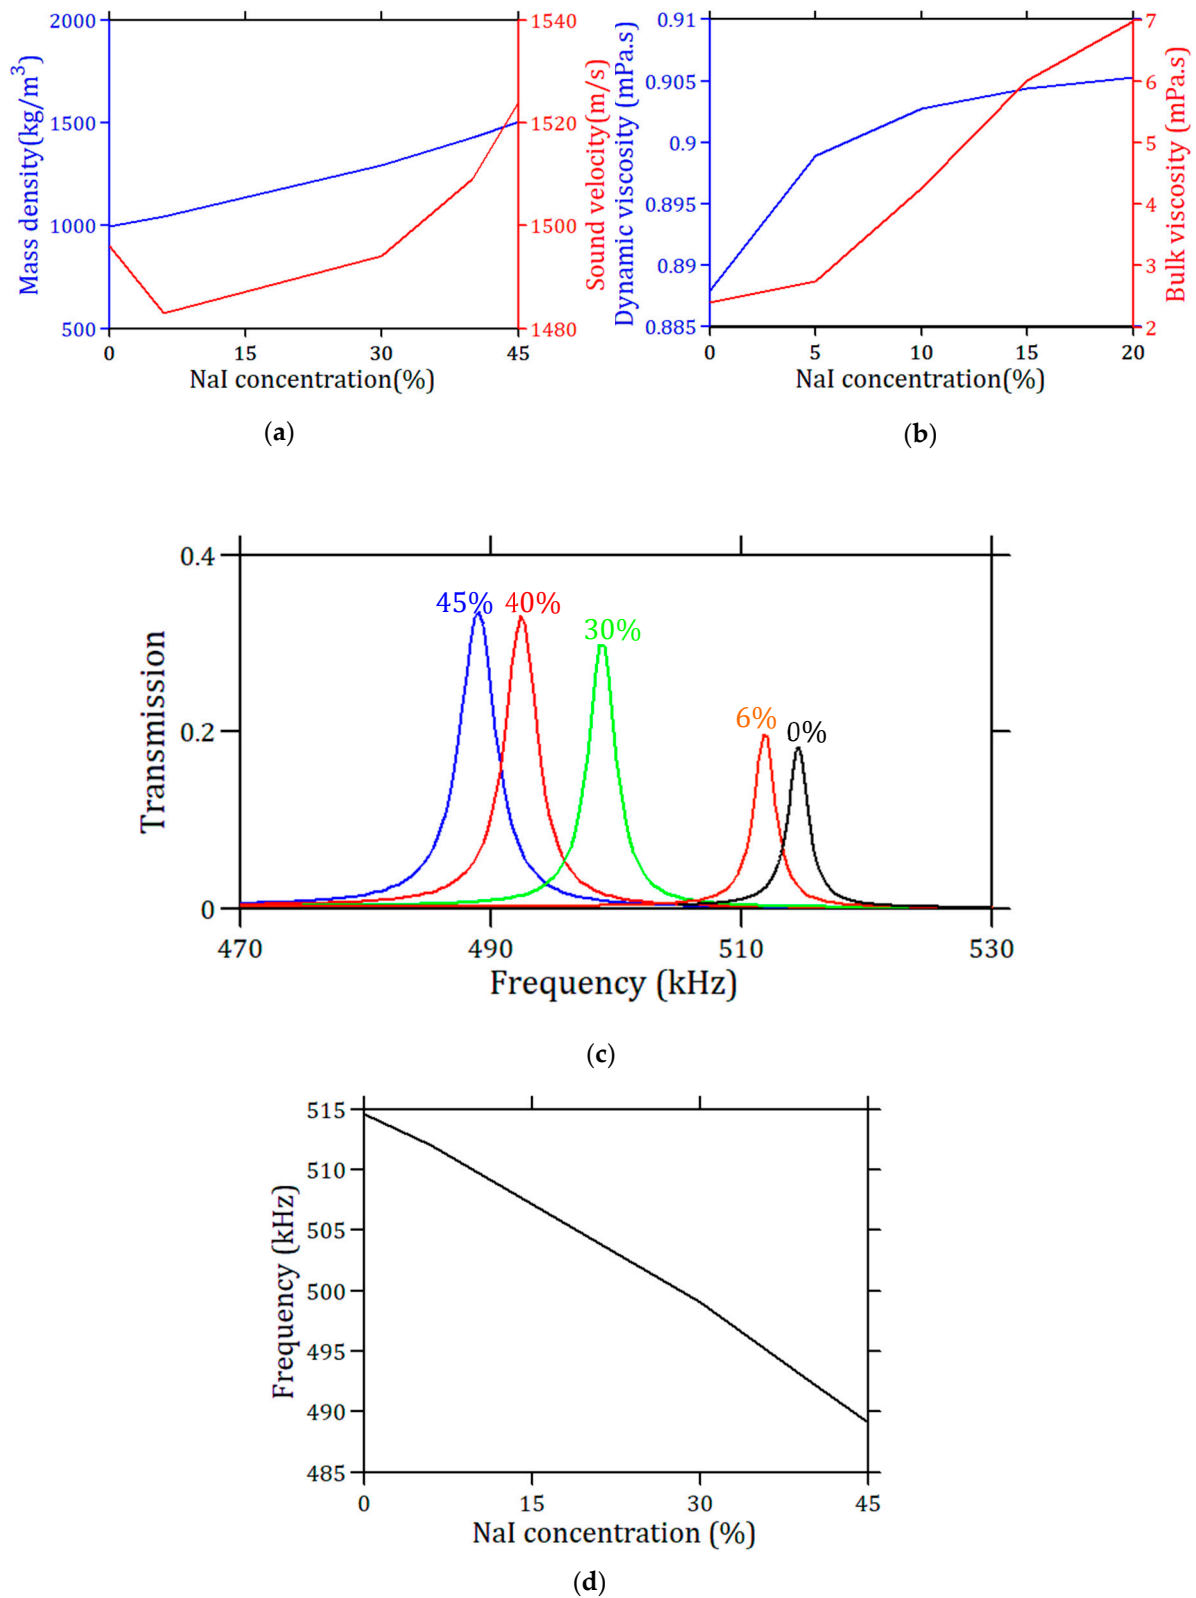 2000
1500
1000
500
Mass density(kg/m³)
1540
1520
1500
1480
Sound velocity(m/s)
0 15 30 45
NaI concentration(%)
(a)
0.91
0.905
0.9
0.895
0.89
0.885
Dynamic viscosity (mPa.s)
7
6
5
4
3
2
Bulk viscosity (mPa.s)
0 5 10 15 20
NaI concentration(%)
(b)
0.4
0.2
0
Transmission
45% 40%
30%
6%
0%
470 490 510 530
Frequency (kHz)
(c)
515
510
505
500
495
490
485
Frequency (kHz)
0 15 30 45
NaI concentration (%)
(d)